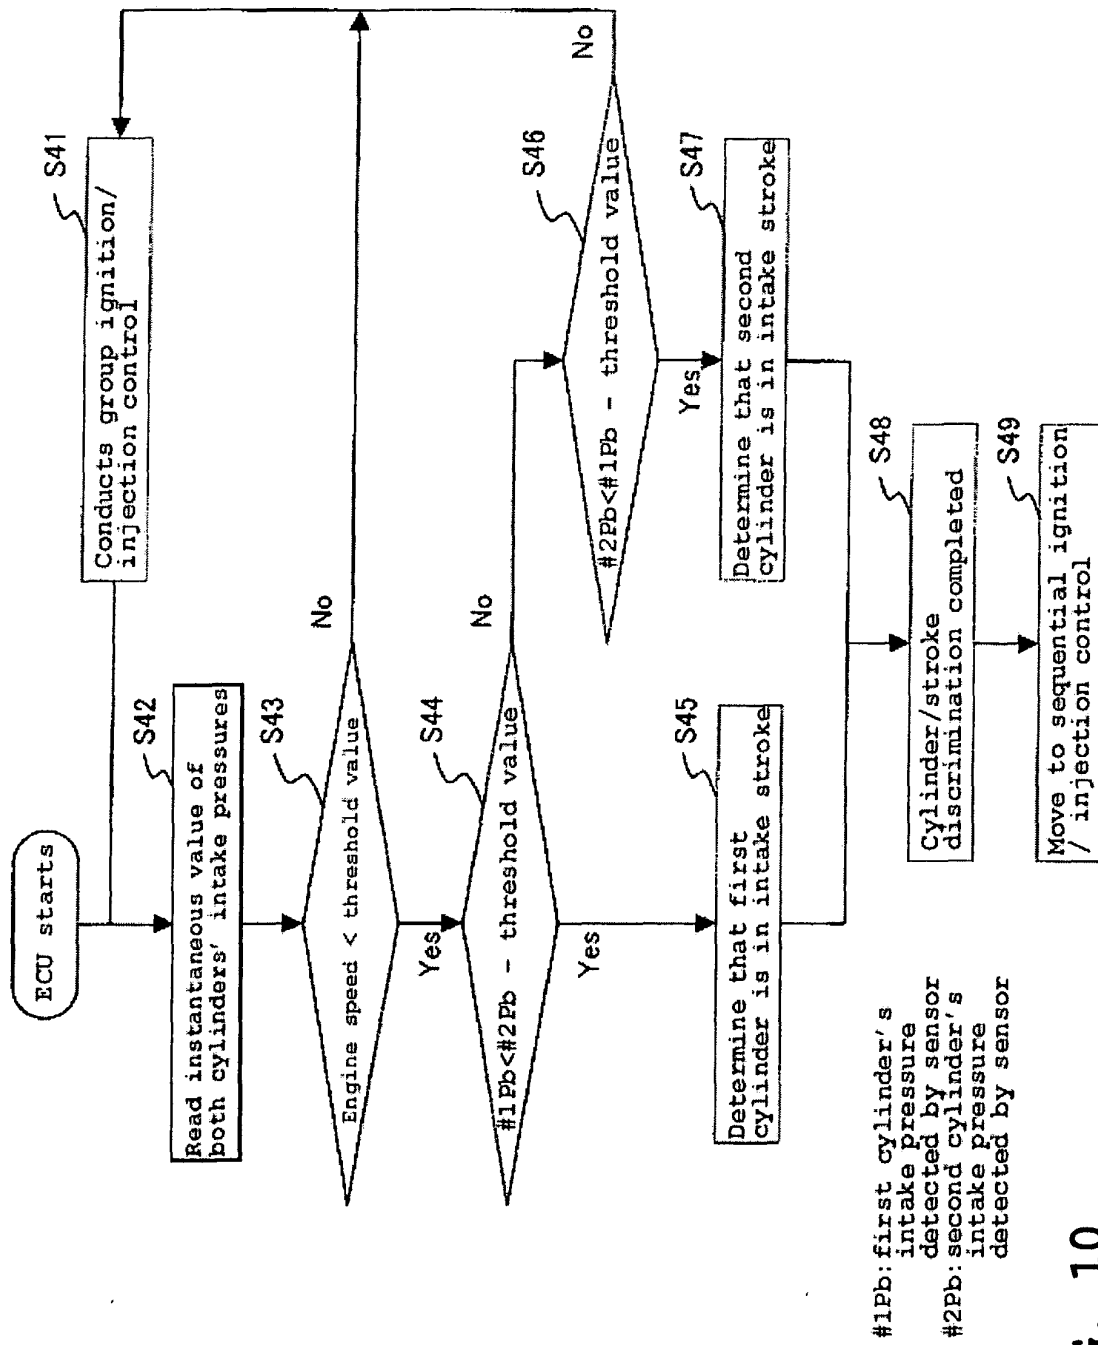 ECU starts
S41
Conducts group ignition/
injection control
S42
Read instantaneous value of
both cylinders' intake pressures
S43
Engine speed < threshold value
No
Yes
S44
#1Pb<#2Pb - threshold value
No
Yes
S46
#2Pb<#1Pb - threshold value
No
Yes
S45
Determine that first
cylinder is in intake stroke
S47
Determine that second
cylinder is in intake stroke
S48
Cylinder/stroke
discrimination completed
S49
Move to sequential ignition
/ injection control
#1Pb:first cylinder's
intake pressure
detected by sensor
#2Pb:second cylinder's
intake pressure
detected by sensor
10